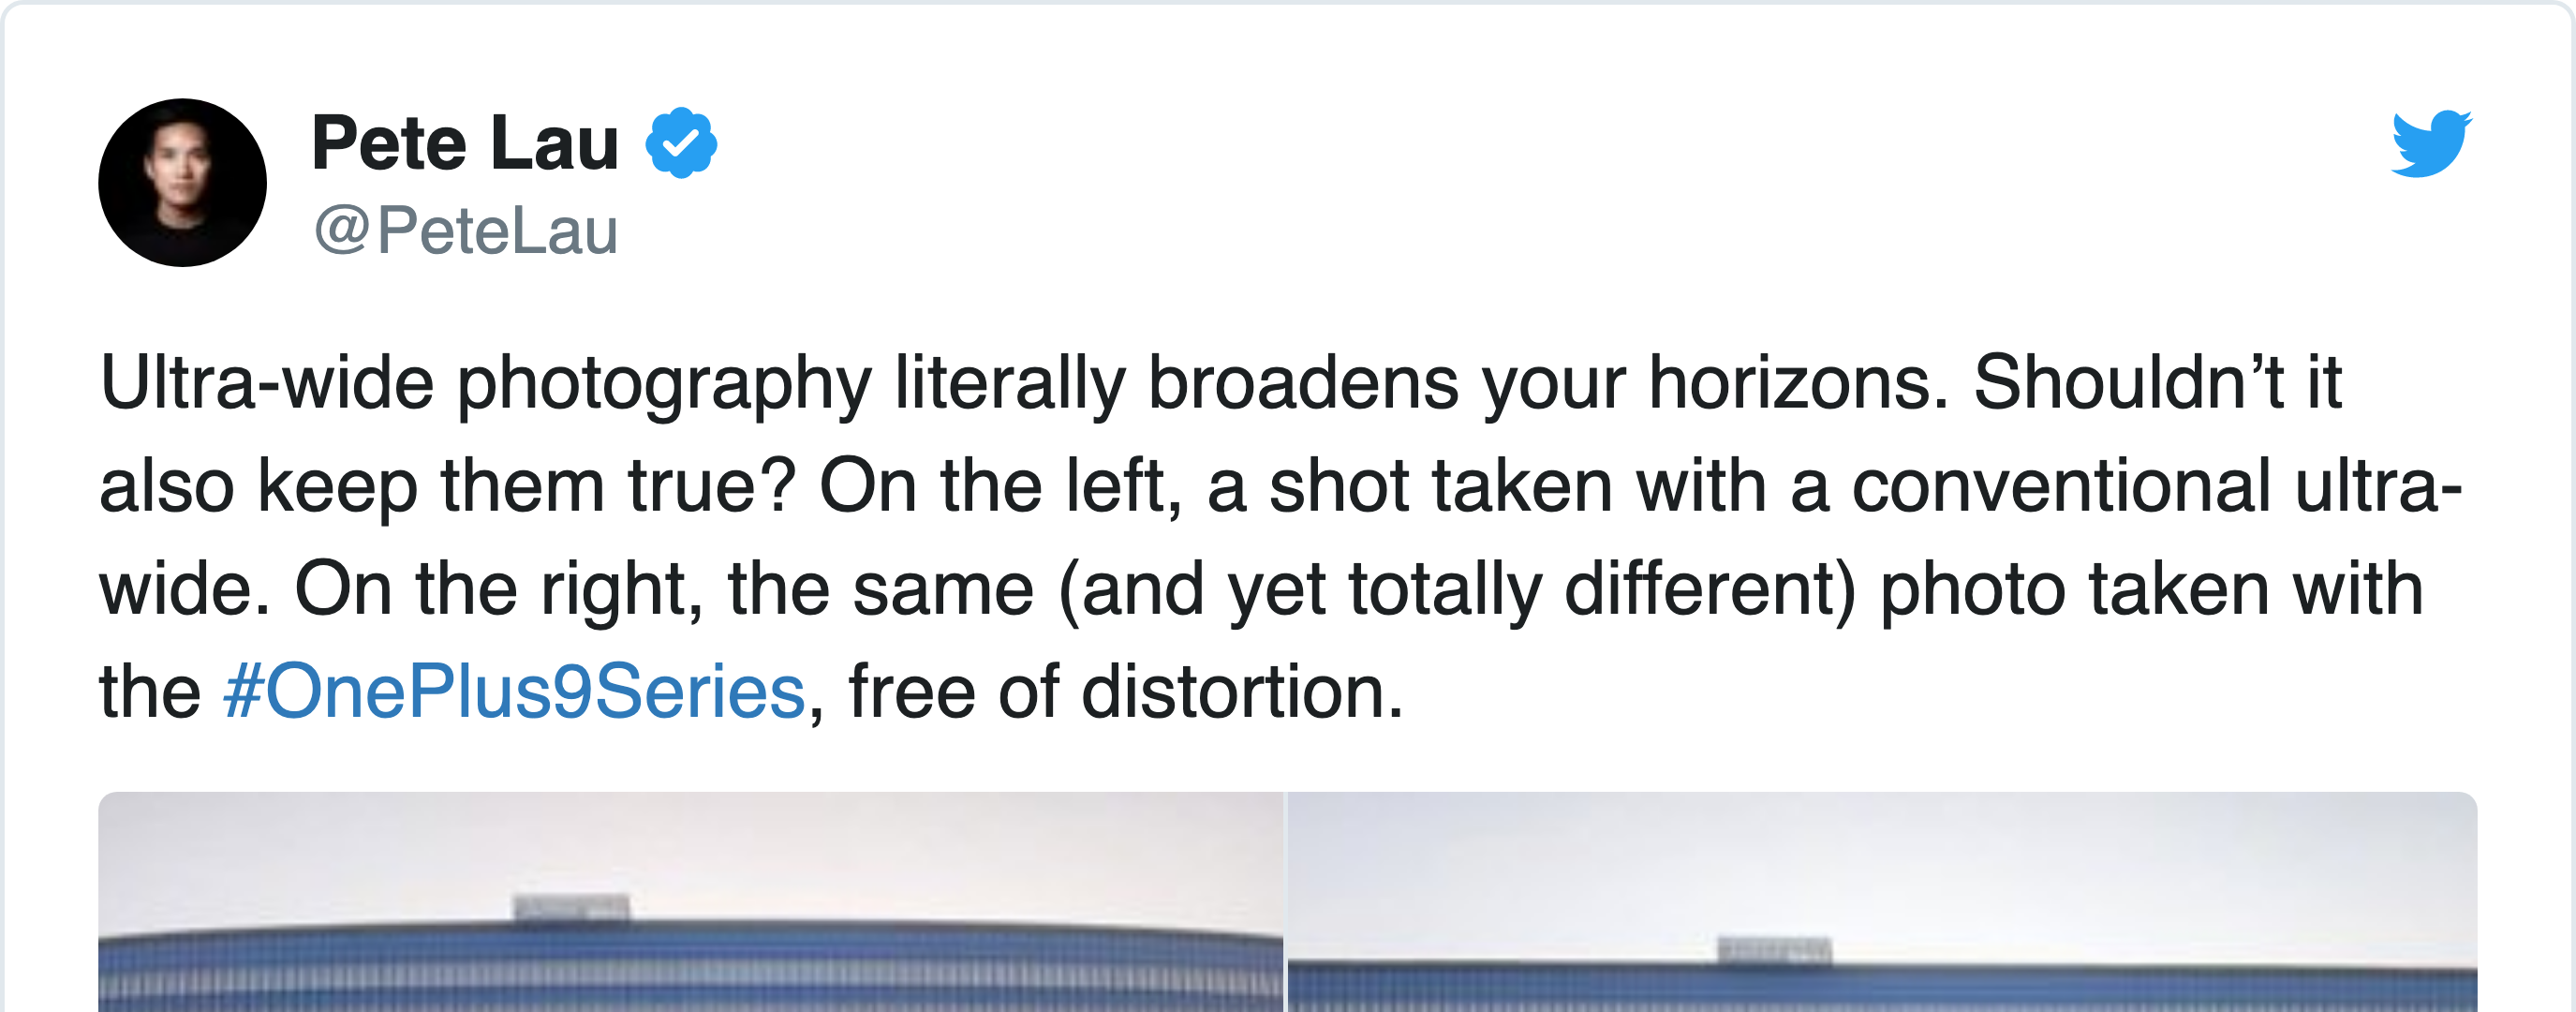 Pete Lau
@PeteLau
Ultra-wide photography literally broadens your horizons. Shouldn’t it
also keep them true? On the left, a shot taken with a conventional ultra-
wide. On the right, the same (and yet totally different) photo taken with
the #OnePlus9Series, free of distortion.